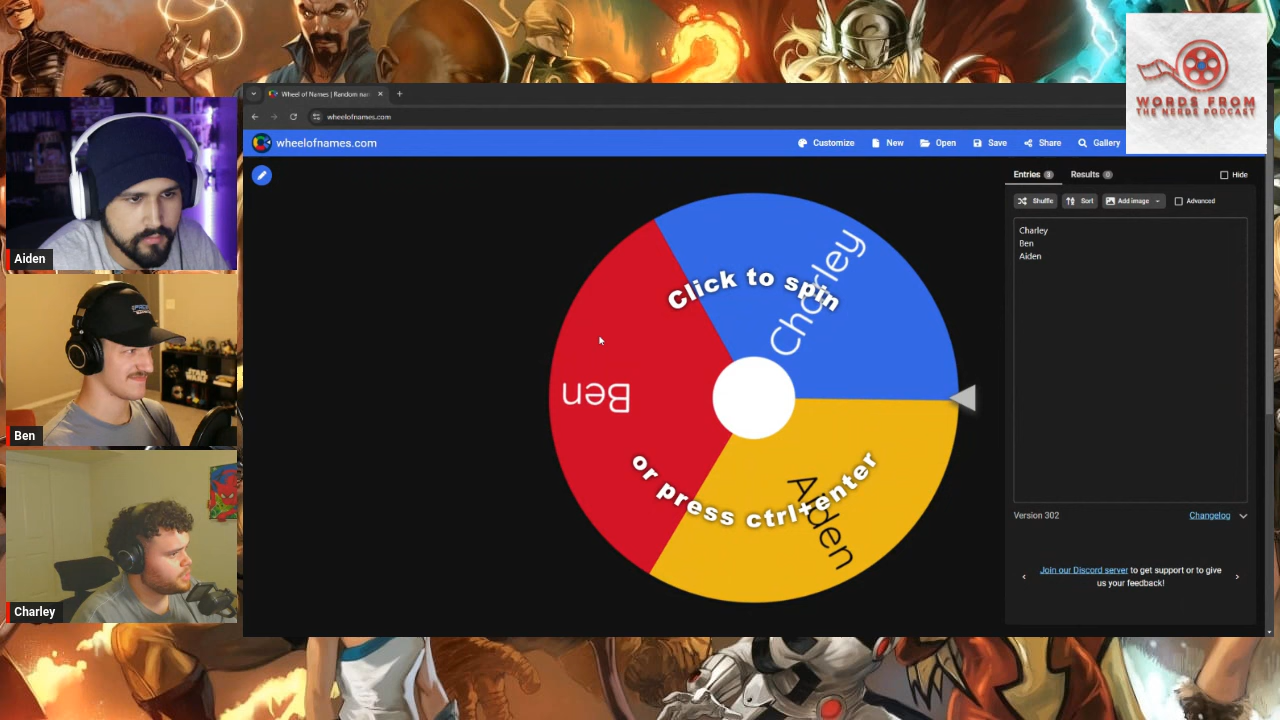 WORDS FROM
THE NERDS PODCAST
Wheel of Names | Random nam
wheelofnames.com
wheelofnames.com
Customize
New
Open
Save
Share
Gallery
Aiden
Ben
Charley
STAR
WARS
Click to spin
or press ctrl+enter
Charley
Ben
Aiden
Entries 3
Results 0
Hide
Shuffle
Sort
Add image
Advanced
Charley
Ben
Aiden
Version 302
Changelog
Join our Discord server to get support or to give
us your feedback!